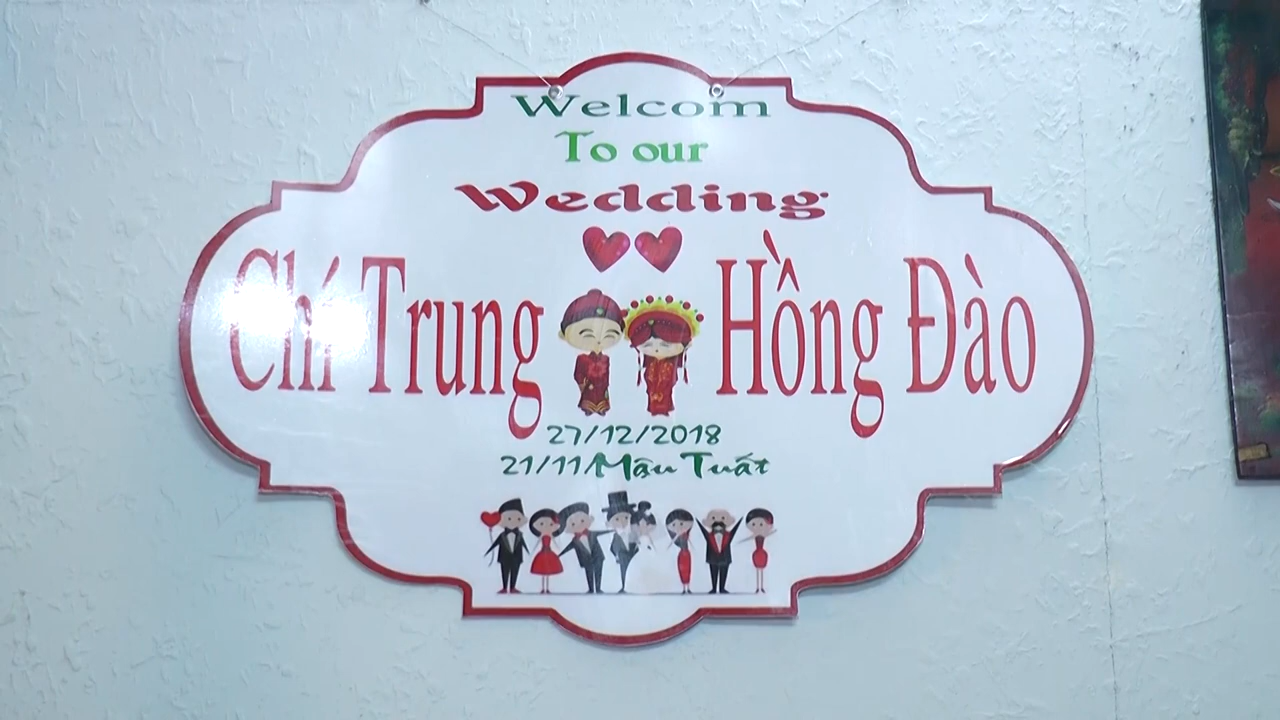 Welcom
To our
Wedding
Chí Trung Hồng Đào
27/12/2018
21/11/Mậu Tuất